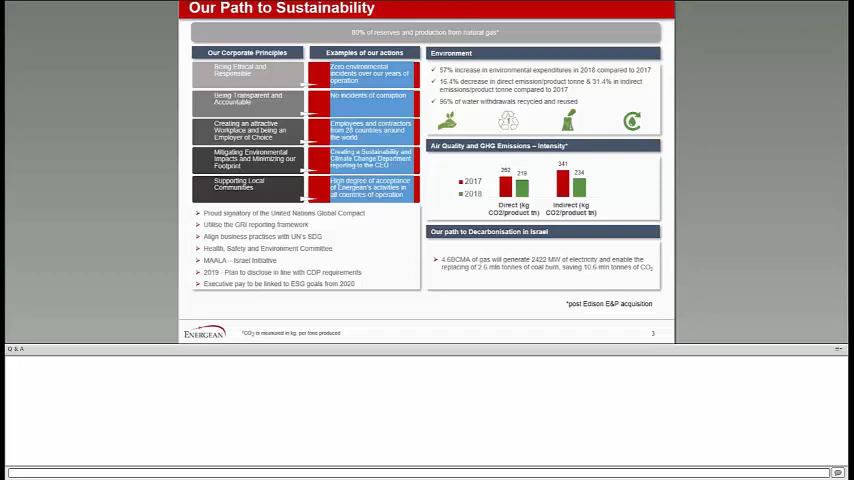 Our Path to Sustainability
80% of reserves and production from natural gas*
Our Corporate Principles
Examples of our actions
Being Ethical and
Responsible
Zero environmental
incidents over our years of
operation
Being Transparent and
Accountable
No incidents of corruption
Creating an attractive
Workplace and being an
Employer of Choice
Employees and contractors
from 28 countries around
the world
Mitigating Environmental
Impacts and Minimizing our
Footprint
Creating a Sustainability and
Climate Change Department
reporting to the CEO
Supporting Local
Communities
High degree of acceptance
of Energean's activities in
all countries of operation
Proud signatory of the United Nations Global Compact
Utilise the GRI reporting framework
Align business practises with UN's SDG
Health, Safety and Environment Committee
MAALA – Israel Initiative
2019 - Plan to disclose in line with CDP requirements
Executive pay to be linked to ESG goals from 2020
Environment
57% increase in environmental expenditures in 2018 compared to 2017
16.4% decrease in direct emission/product tonne & 31.4% in indirect
emissions/product tonne compared to 2017
96% of water withdrawals recycled and reused
Air Quality and GHG Emissions – Intensity*
2017
2018
262
219
341
234
Direct (kg
CO2/product tn)
Indirect (kg
CO2/product tn)
Our path to Decarbonisation in Israel
4.6BCMA of gas will generate 2422 MW of electricity and enable the
replacing of 2.6 mln tonnes of coal burn, saving 10.6 mln tonnes of CO2
*post Edison E&P acquisition
ENERGEAN
*CO2 is measured in kg, per tons produced
3
Q & A